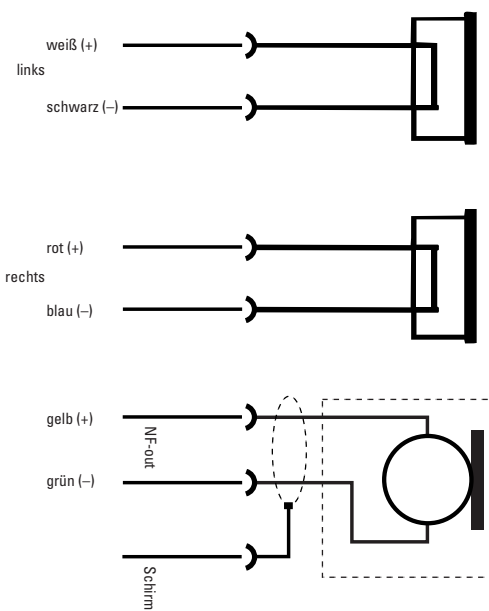 weiß (+)
links
schwarz (–)
rot (+)
rechts
blau (–)
gelb (+)
NF-out
grün (–)
Schirm